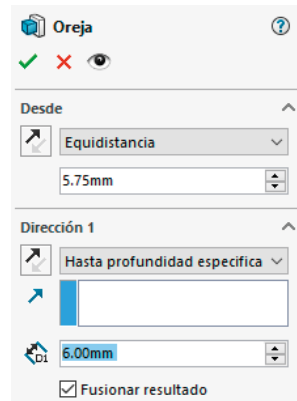 Oreja
Desde
Equidistancia
5.75mm
Dirección 1
Hasta profundidad especifica
D1
6.00mm
Fusionar resultado